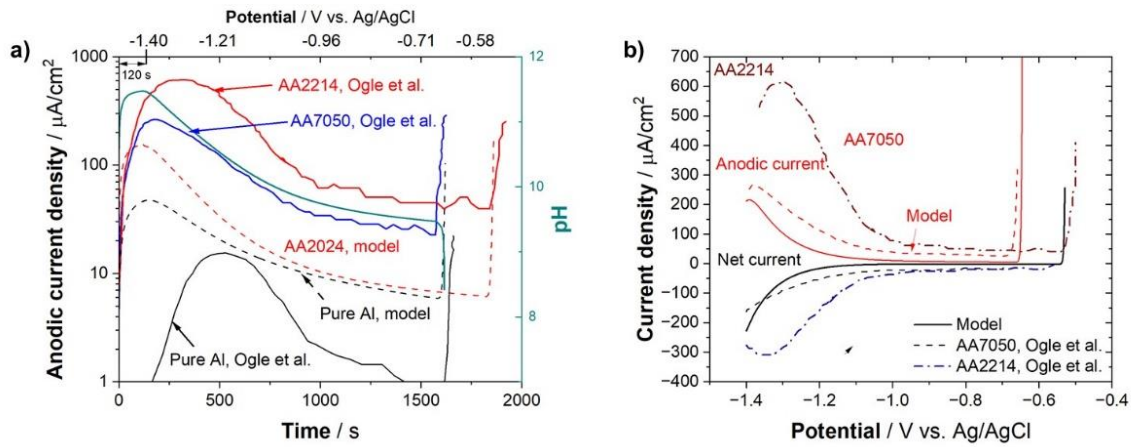 Potential / V vs. Ag/AgCl
−1.40 −1.21 −0.96 −0.71 −0.58
a)
120 s
1000
100
10
1
Anodic current density / μA/cm²
12
10
8
pH
AA2214, Ogle et al.
AA7050, Ogle et al.
AA2024, model
Pure Al, model
Pure Al, Ogle et al.
0 500 1000 1500 2000
Time / s
b)
700
600
500
400
300
200
100
0
−100
−200
−300
−400
Current density / μA/cm²
AA2214
AA7050
Anodic current
Model
Net current
Model
AA7050, Ogle et al.
AA2214, Ogle et al.
−1.4 −1.2 −1.0 −0.8 −0.6 −0.4
Potential / V vs. Ag/AgCl